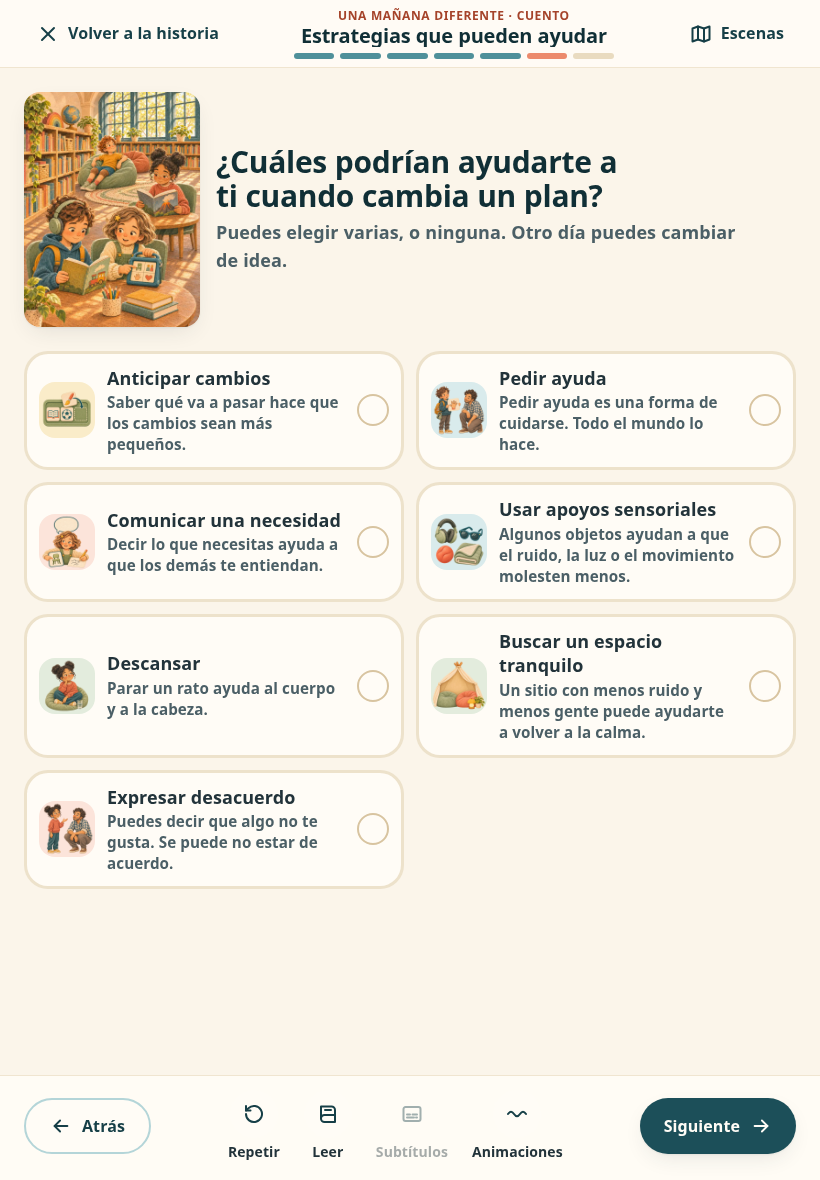 Volver a la historia
UNA MAÑANA DIFERENTE · CUENTO
Estrategias que pueden ayudar
Escenas
¿Cuáles podrían ayudarte a
ti cuando cambia un plan?
Puedes elegir varias, o ninguna. Otro día puedes cambiar
de idea.
Anticipar cambios
Saber qué va a pasar hace que
los cambios sean más
pequeños.
Pedir ayuda
Pedir ayuda es una forma de
cuidarse. Todo el mundo lo
hace.
Comunicar una necesidad
Decir lo que necesitas ayuda a
que los demás te entiendan.
Usar apoyos sensoriales
Algunos objetos ayudan a que
el ruido, la luz o el movimiento
molesten menos.
Descansar
Parar un rato ayuda al cuerpo
y a la cabeza.
Buscar un espacio
tranquilo
Un sitio con menos ruido y
menos gente puede ayudarte
a volver a la calma.
Expresar desacuerdo
Puedes decir que algo no te
gusta. Se puede no estar de
acuerdo.
Atrás
Repetir
Leer
Subtítulos
Animaciones
Siguiente